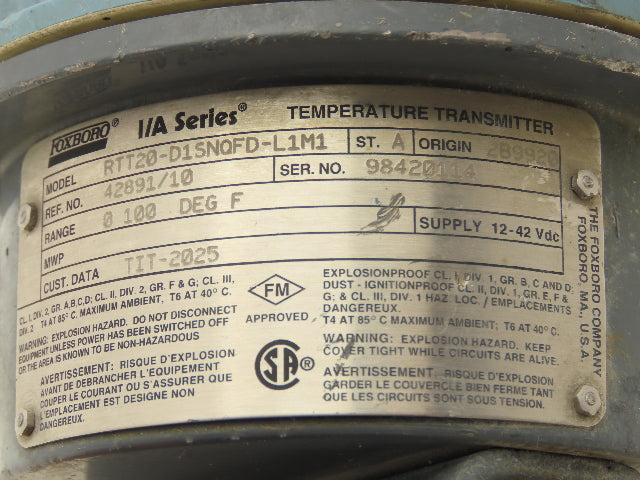 FOXBORO® I/A Series® TEMPERATURE TRANSMITTER
MODEL RTT20-D1SNQFD-L1M1 ST. A ORIGIN 2B9920
REF. NO. 42891/10 SER. NO. 98420114
RANGE 0 100 DEG F
MWP SUPPLY 12-42 Vdc
CUST. DATA TIT-2025
CL. I, DIV. 2, GR. A,B,C,D; CL. II, DIV. 2, GR. F & G; CL. III,
DIV. 2 T4 AT 85° C. MAXIMUM AMBIENT, T6 AT 40° C.
WARNING: EXPLOSION HAZARD. DO NOT DISCONNECT
EQUIPMENT UNLESS POWER HAS BEEN SWITCHED OFF
OR THE AREA IS KNOWN TO BE NON-HAZARDOUS
AVERTISSEMENT: RISQUE D'EXPLOSION
AVANT DE DEBRANCHER L'EQUIPEMENT
COUPER LE COURANT OU S'ASSURER QUE
L'EMPLACEMENT EST DESIGNE NON
DANGEREUX
FM
APPROVED
SA
EXPLOSIONPROOF CL. I, DIV. 1, GR. B, C AND D;
DUST - IGNITIONPROOF CL. II, DIV. 1, GR. E, F &
G; & CL. III, DIV. 1 HAZ. LOC. / EMPLACEMENTS
DANGEREUX.
T4 AT 85° C MAXIMUM AMBIENT; T6 AT 40° C.
WARNING: EXPLOSION HAZARD. KEEP
COVER TIGHT WHILE CIRCUITS ARE ALIVE.
AVERTISSEMENT: RISQUE D'EXPLOSION
GARDER LE COUVERCLE BIEN FERME TANT
QUE LES CIRCUITS SONT SOUS TENSION.
THE FOXBORO COMPANY
FOXBORO, MA., U.S.A.